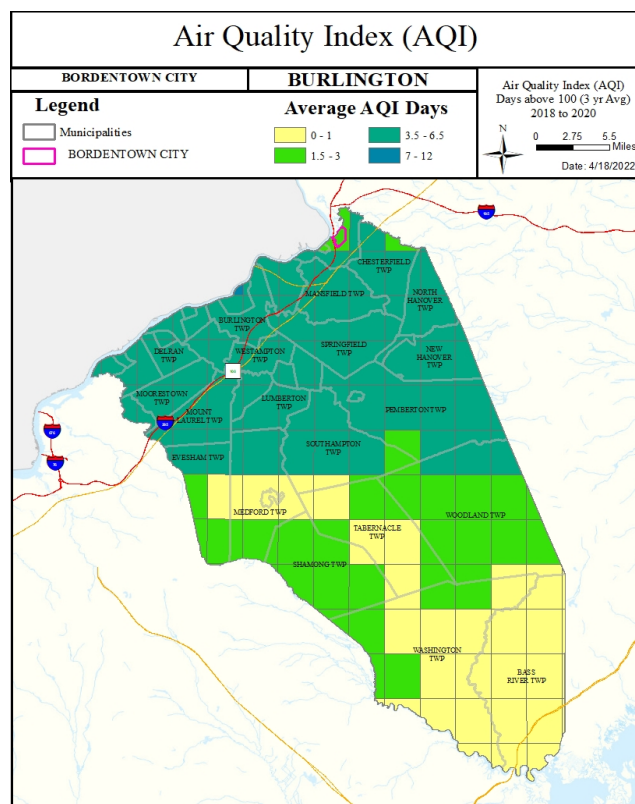 Air Quality Index (AQI)
BORDENTOWN CITY
BURLINGTON
Legend
Municipalities
BORDENTOWN CITY
Average AQI Days
0 - 1
3.5 - 6.5
1.5 - 3
7 - 12
Air Quality Index (AQI)
Days above 100 (3 yr Avg)
2018 to 2020
N
0 2.75 5.5
Miles
Date: 4/18/2022
CHESTERFIELD
TWP
MANSFIELD TWP
NORTH
HANOVER
TWP
BURLINGTON
TWP
SPRINGFIELD
TWP
DELRAN
TWP
WESTAMPTON
TWP
NEW
HANOVER
TWP
MOORESTOWN
TWP
LUMBERTON
TWP
MOUNT
LAUREL TWP
PEMBERTON TWP
EVESHAM TWP
SOUTHAMPTON
TWP
MEDFORD TWP
WOODLAND TWP
TABERNACLE
TWP
SHAMONG TWP
WASHINGTON
TWP
BASS
RIVER TWP